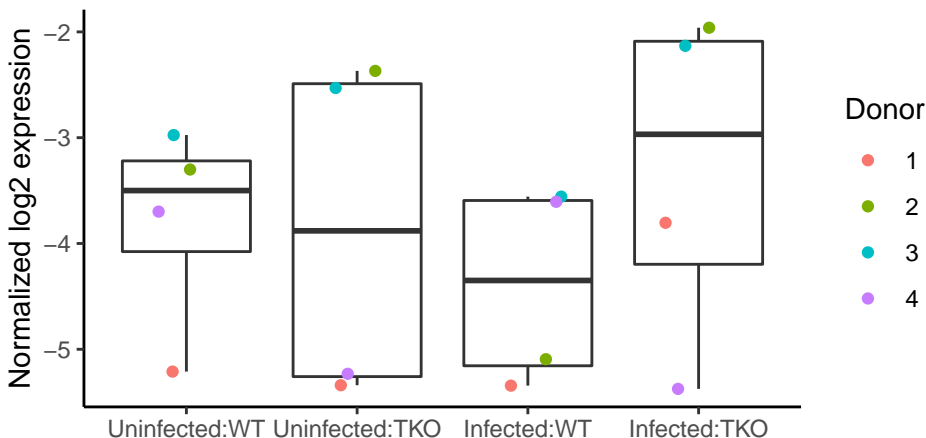 Normalized log2 expression
−2
−3
−4
−5
Uninfected:WT Uninfected:TKO Infected:WT Infected:TKO
Donor
1
2
3
4